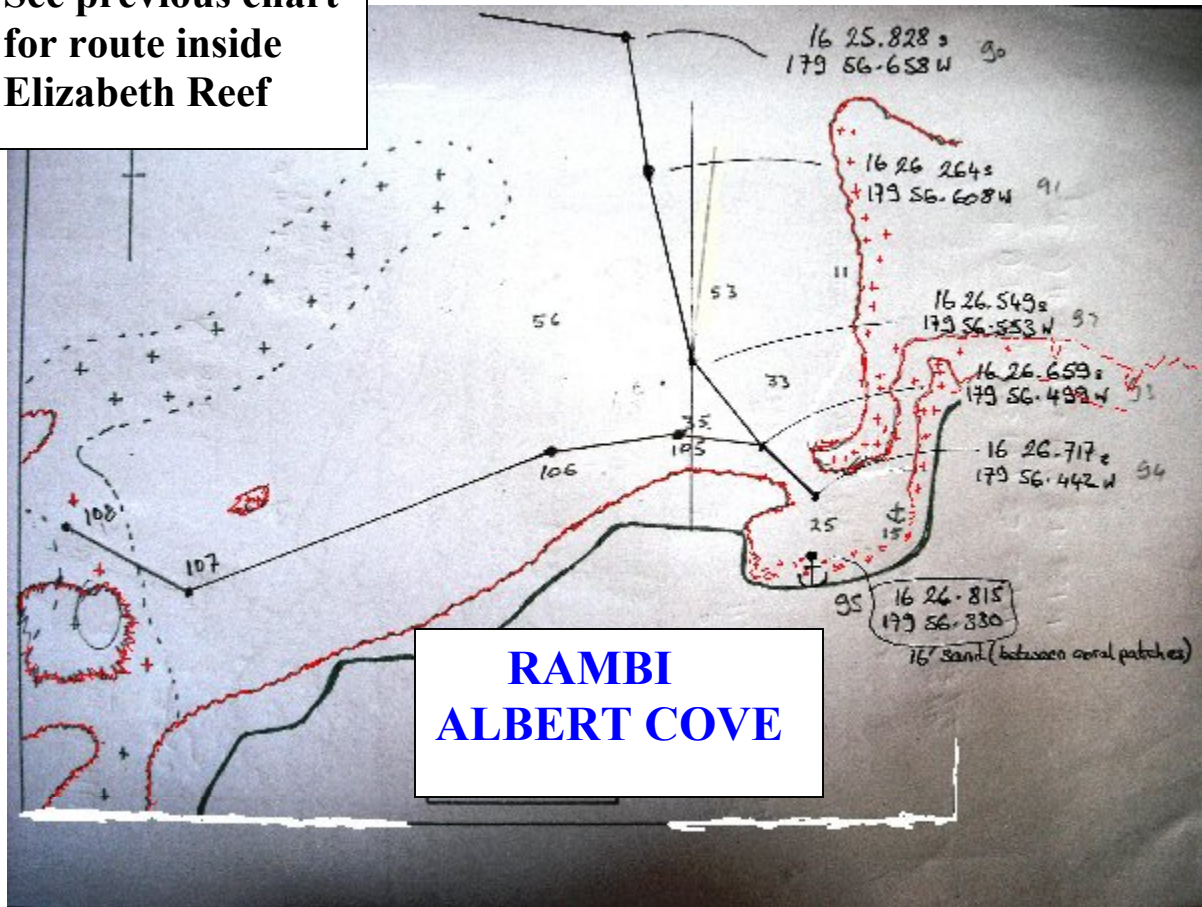 See previous chart
for route inside
Elizabeth Reef
16 25.828 s
179 56.658 W
90
16 26 264 s
179 56.608 W
91
11
53
56
16 26.549 s
179 56.553 W
33
16 26.659 s
179 56.499 W
93
35
105
106
16 26.717 s
179 56.442 W
94
108
25
15
107
95
16 26.815
179 56.330
16' sand (between coral patches)
RAMBI
ALBERT COVE